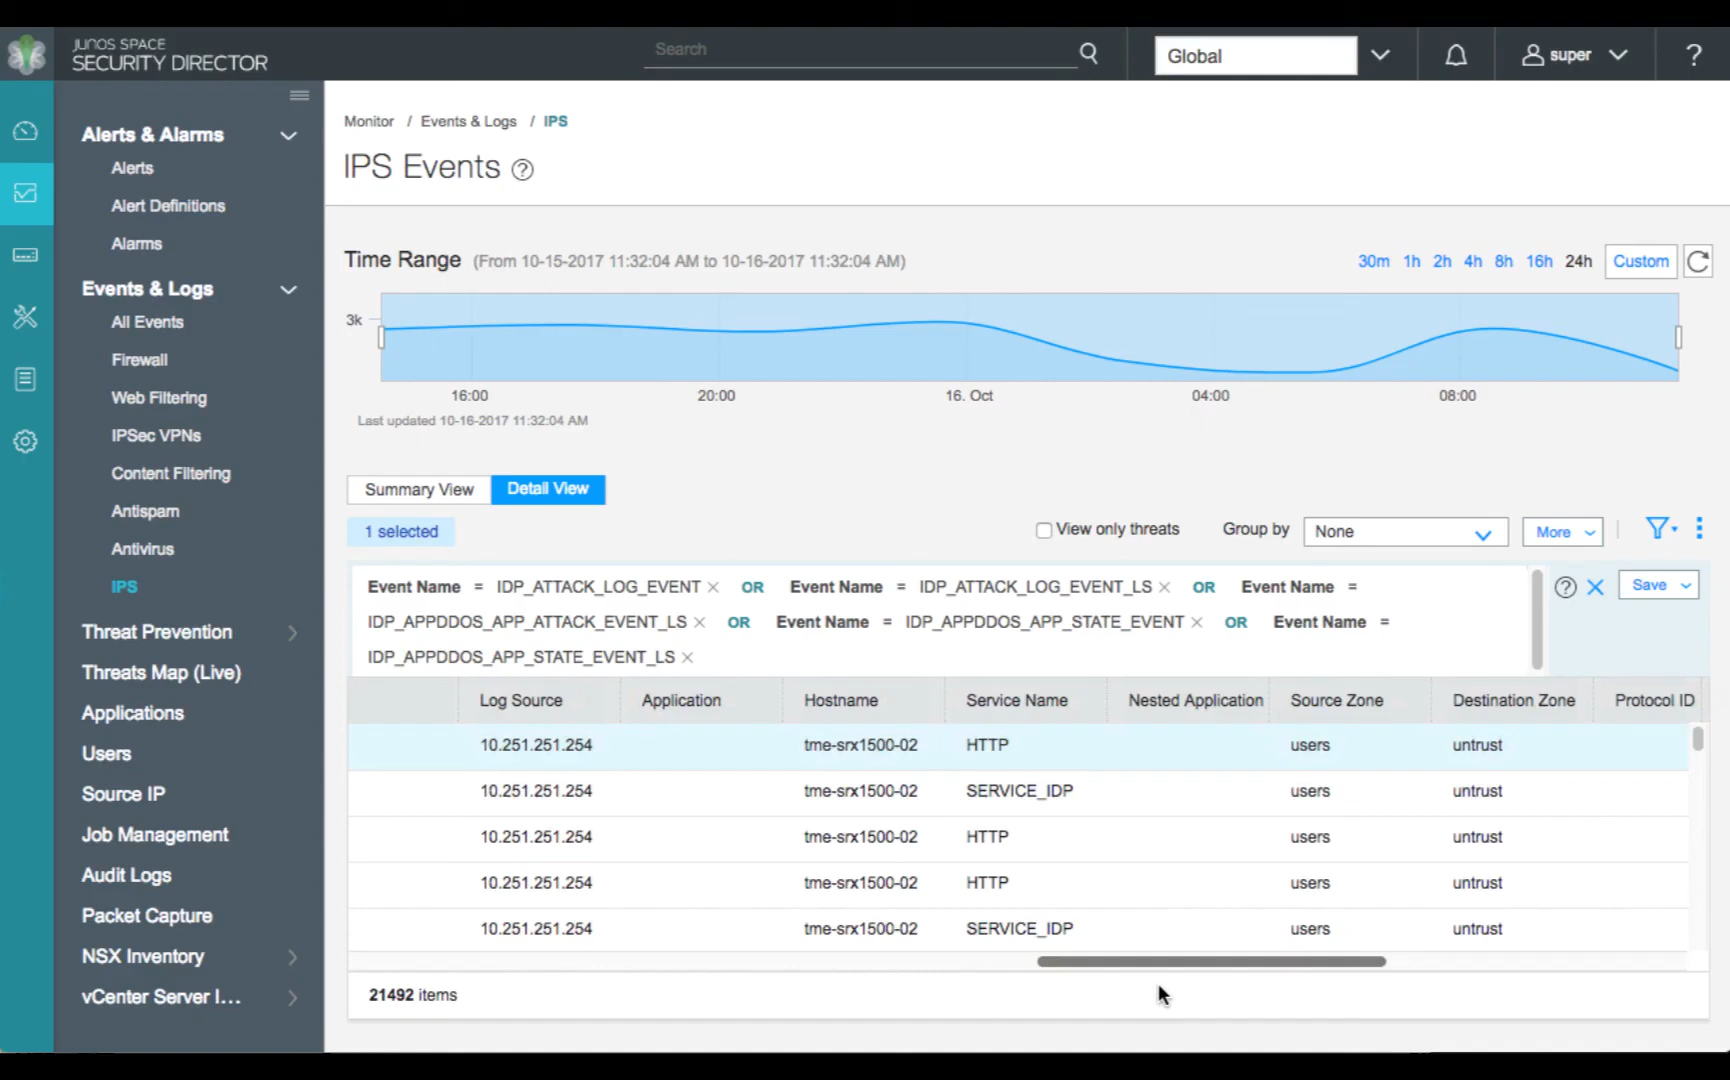 JUNOS SPACE
SECURITY DIRECTOR
Search
Global
super
?
Alerts & Alarms
Alerts
Alert Definitions
Alarms
Events & Logs
All Events
Firewall
Web Filtering
IPSec VPNs
Content Filtering
Antispam
Antivirus
IPS
Threat Prevention
Threats Map (Live)
Applications
Users
Source IP
Job Management
Audit Logs
Packet Capture
NSX Inventory
vCenter Server I...
Monitor / Events & Logs / IPS
IPS Events ?
Time Range (From 10-15-2017 11:32:04 AM to 10-16-2017 11:32:04 AM)
30m 1h 2h 4h 8h 16h 24h Custom
3k
16:00 20:00 16. Oct 04:00 08:00
Last updated 10-16-2017 11:32:04 AM
Summary View Detail View
1 selected View only threats Group by None More
Event Name = IDP_ATTACK_LOG_EVENT × OR Event Name = IDP_ATTACK_LOG_EVENT_LS × OR Event Name =
IDP_APPDDOS_APP_ATTACK_EVENT_LS × OR Event Name = IDP_APPDDOS_APP_STATE_EVENT × OR Event Name =
IDP_APPDDOS_APP_STATE_EVENT_LS ×
? × Save
Log Source Application Hostname Service Name Nested Application Source Zone Destination Zone Protocol ID
10.251.251.254 tme-srx1500-02 HTTP users untrust
10.251.251.254 tme-srx1500-02 SERVICE_IDP users untrust
10.251.251.254 tme-srx1500-02 HTTP users untrust
10.251.251.254 tme-srx1500-02 HTTP users untrust
10.251.251.254 tme-srx1500-02 SERVICE_IDP users untrust
21492 items